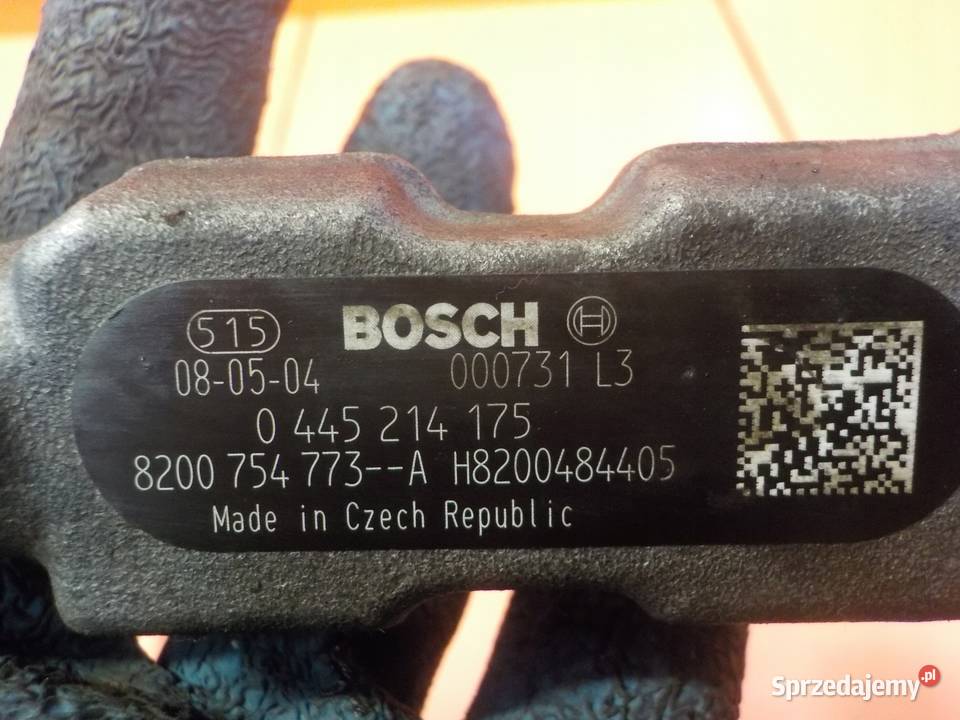 515 BOSCH
08-05-04 000731 L3
0 445 214 175
8200 754 773--A H8200484405
Made in Czech Republic
Sprzedajemy.pl